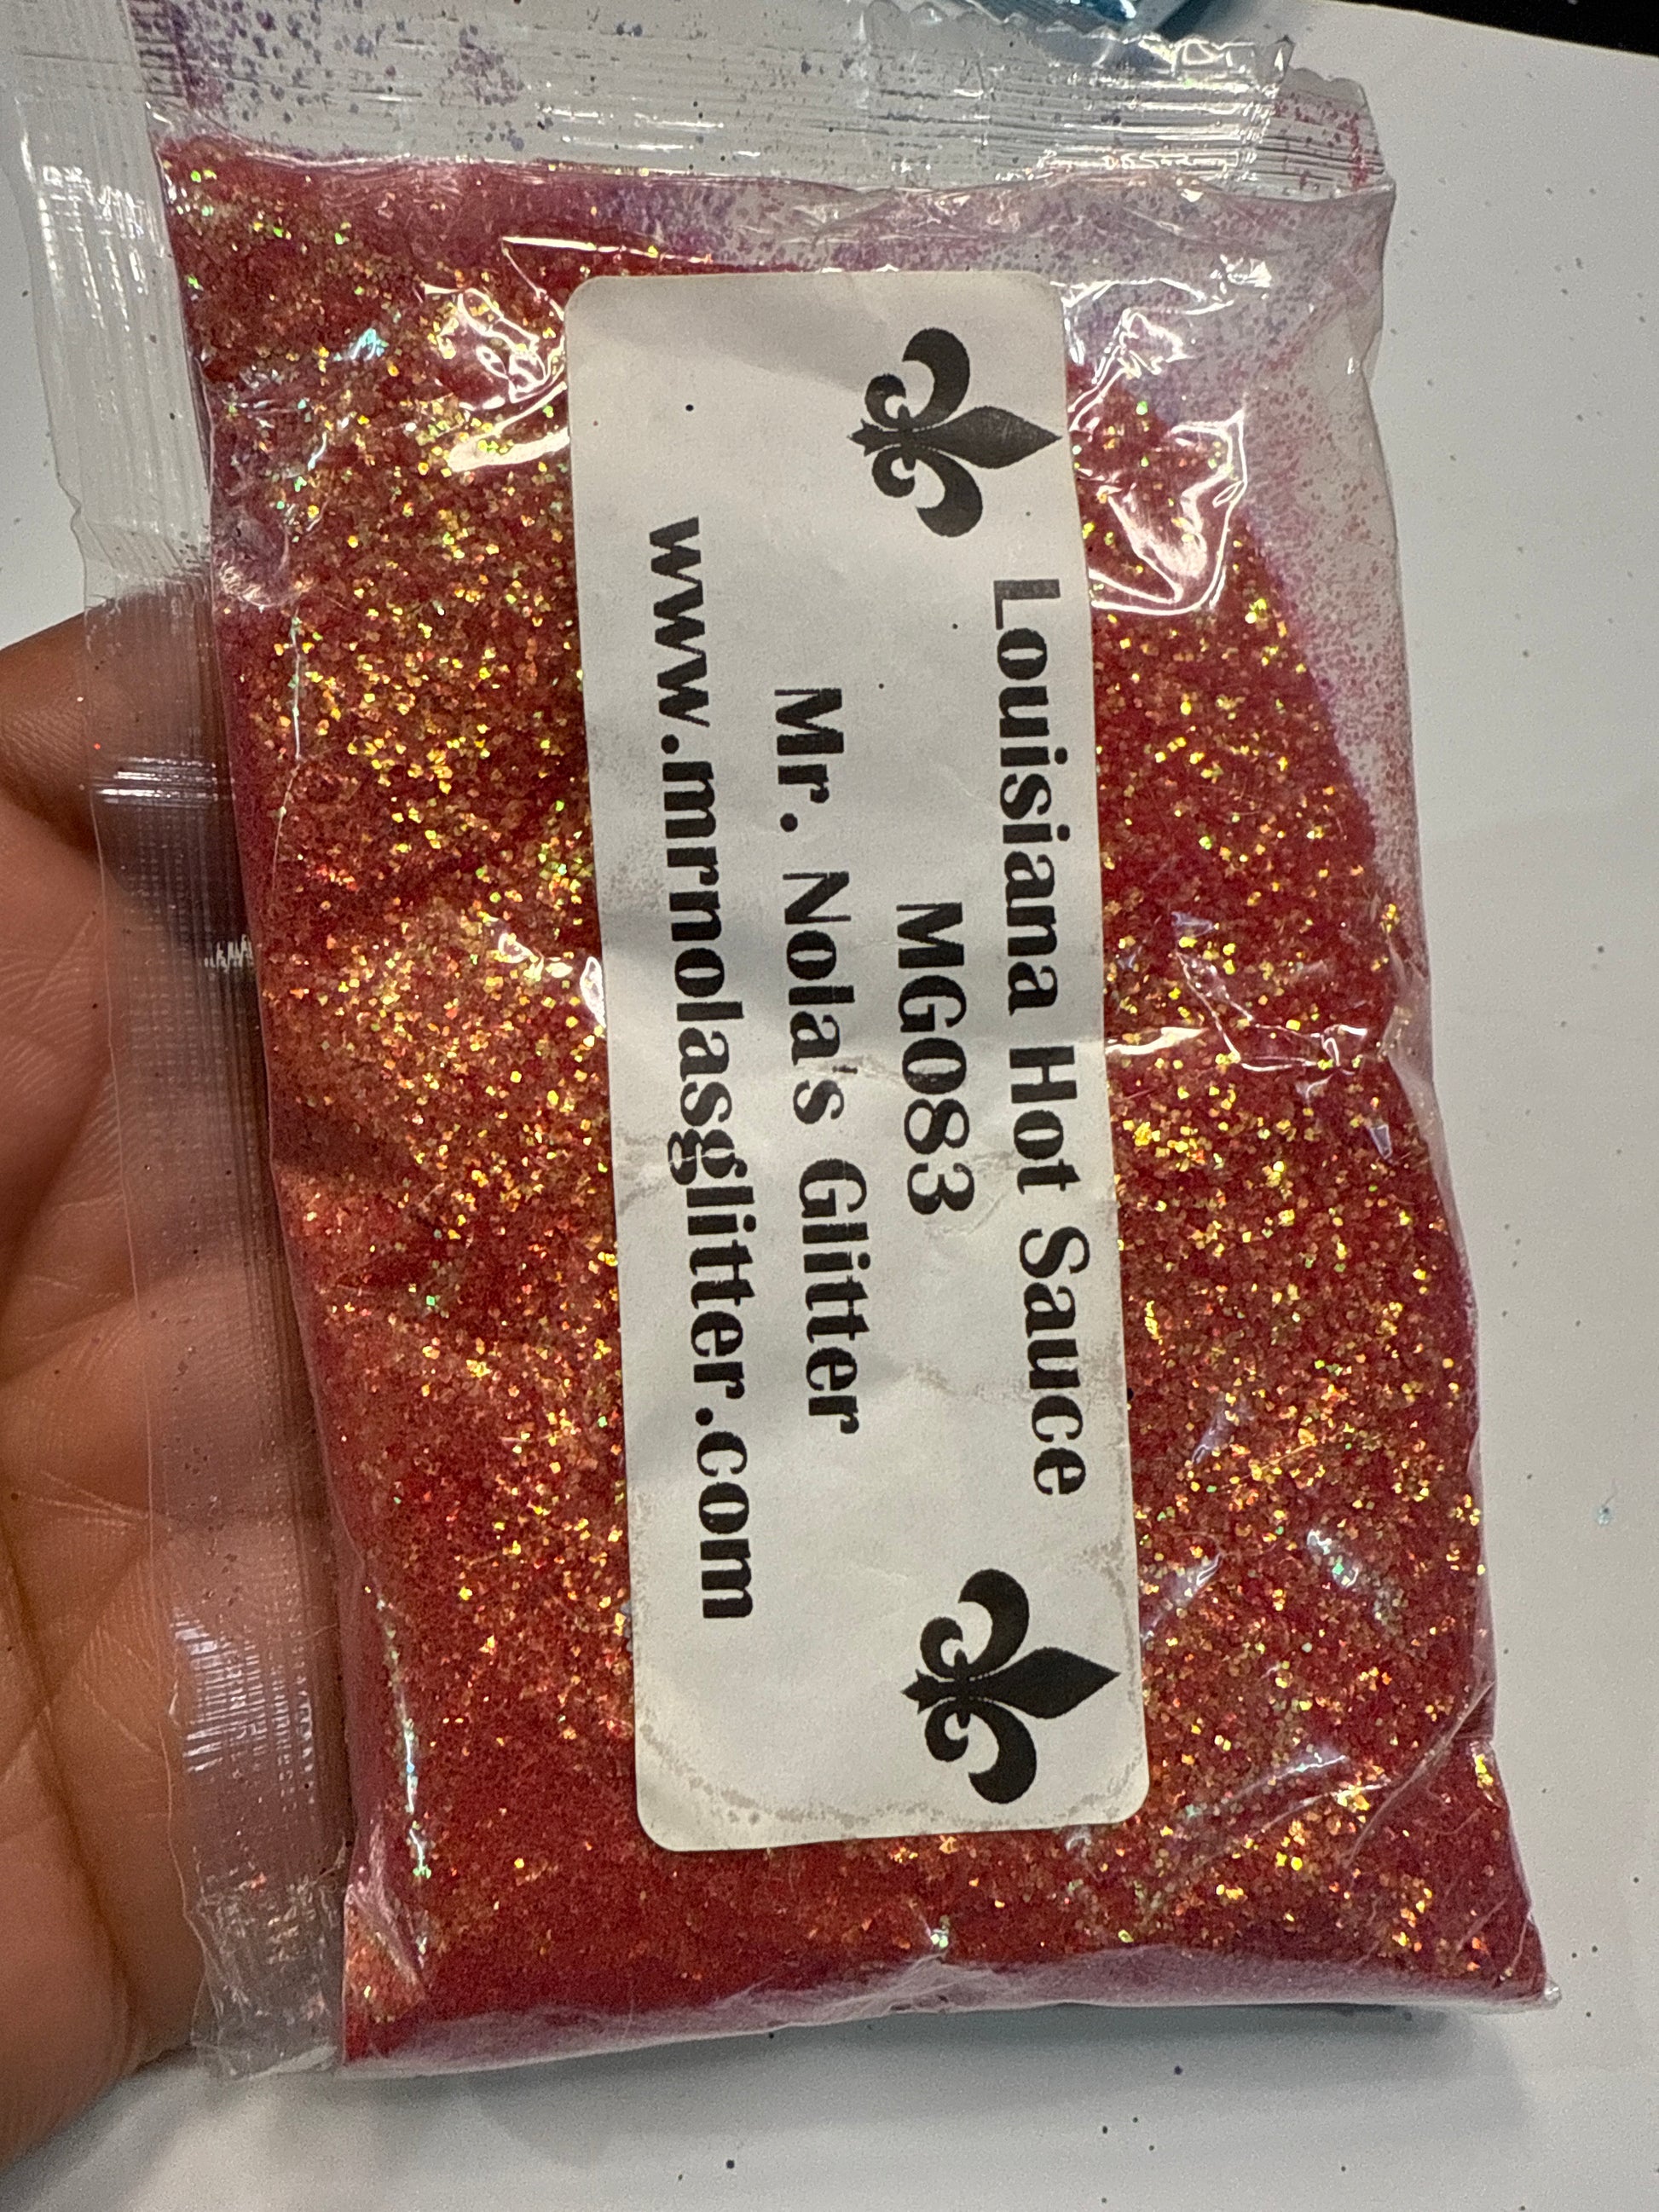 Louisiana Hot Sauce
MG083
Mr. Nola's Glitter
www.mrnolasglitter.com